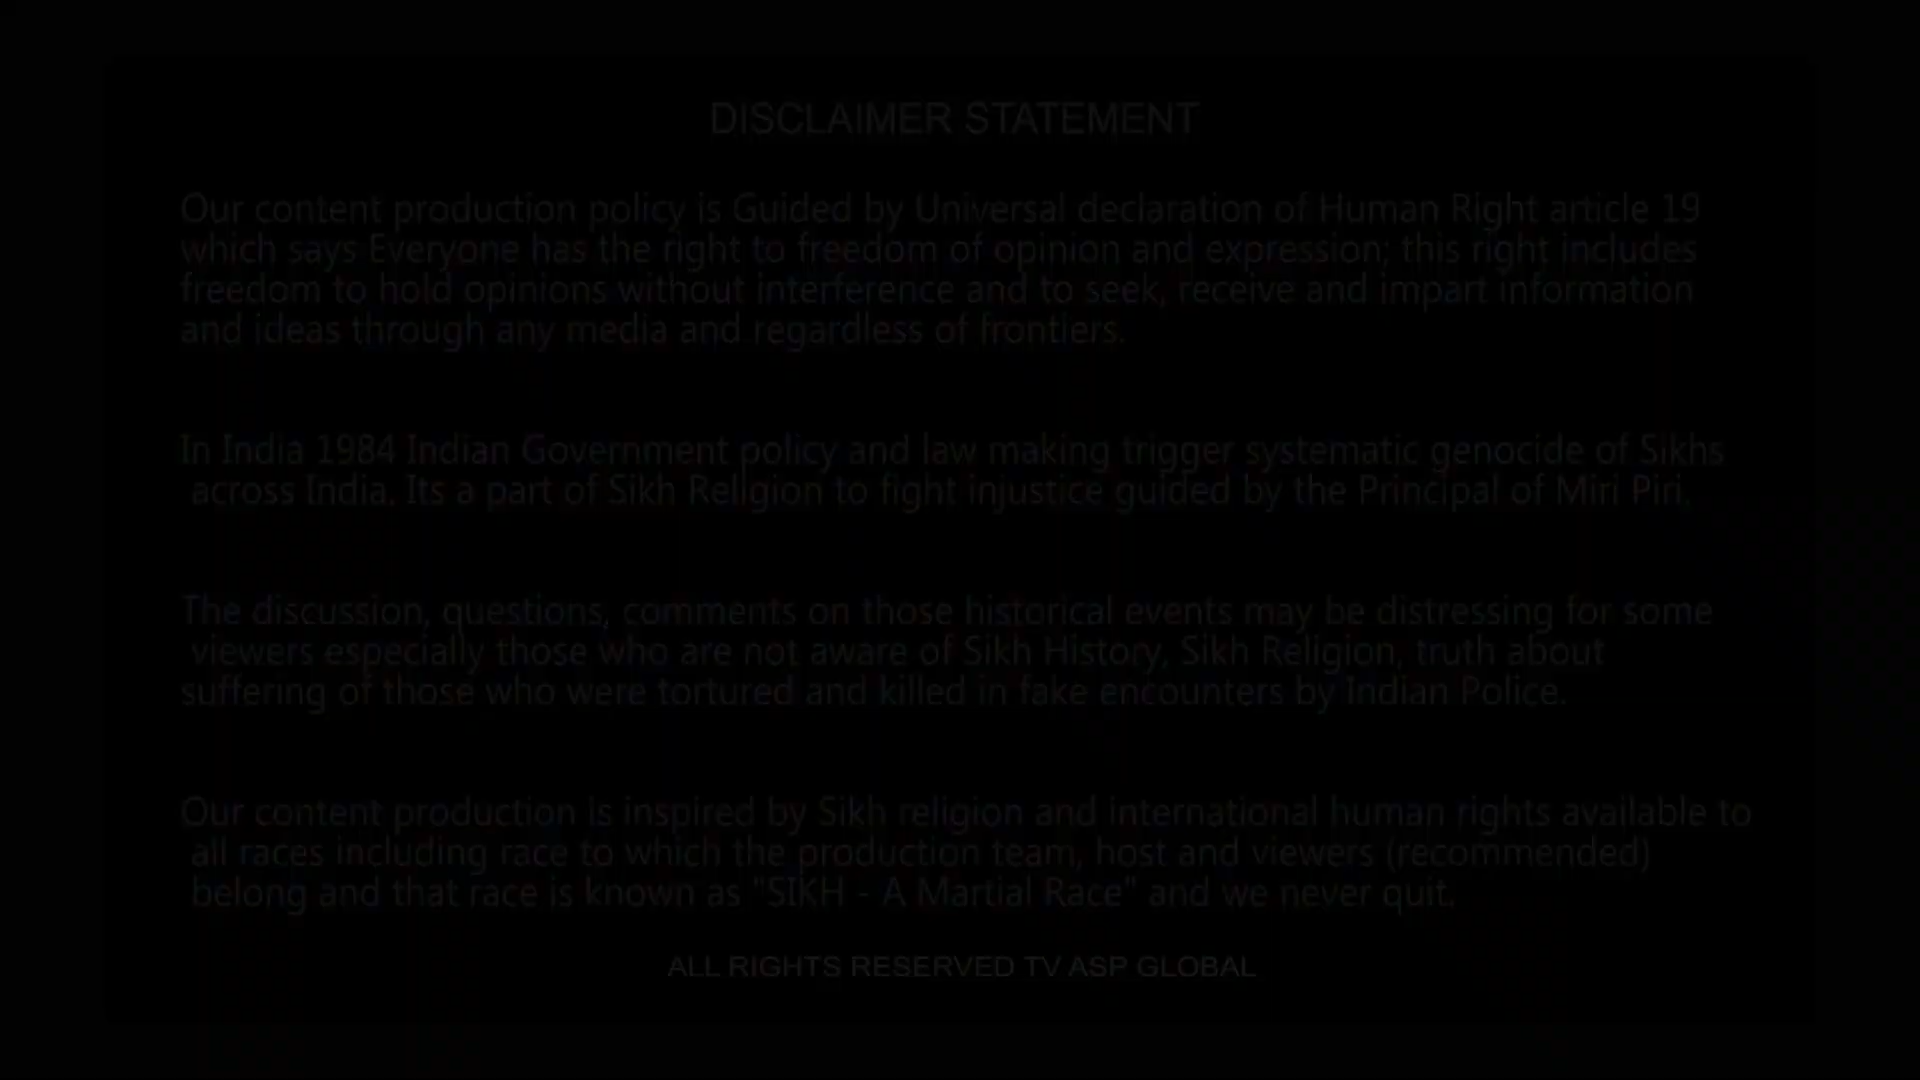 DISCLAIMER STATEMENT
Our content production policy is Guided by Universal declaration of Human Right article 19
which says Everyone has the right to freedom of opinion and expression; this right includes
freedom to hold opinions without interference and to seek, receive and impart information
and ideas through any media and regardless of frontiers.
In India 1984 Indian Government policy and law making trigger systematic genocide of Sikhs
across India. Its a part of Sikh Religion to fight injustice guided by the Principal of Miri Piri.
The discussion, questions, comments on those historical events may be distressing for some
viewers especially those who are not aware of Sikh History, Sikh Religion, truth about
suffering of those who were tortured and killed in fake encounters by Indian Police.
Our content production is inspired by Sikh religion and international human rights available to
all races including race to which the production team, host and viewers (recommended)
belong and that race is known as "SIKH - A Martial Race" and we never quit.
ALL RIGHTS RESERVED TV ASP GLOBAL